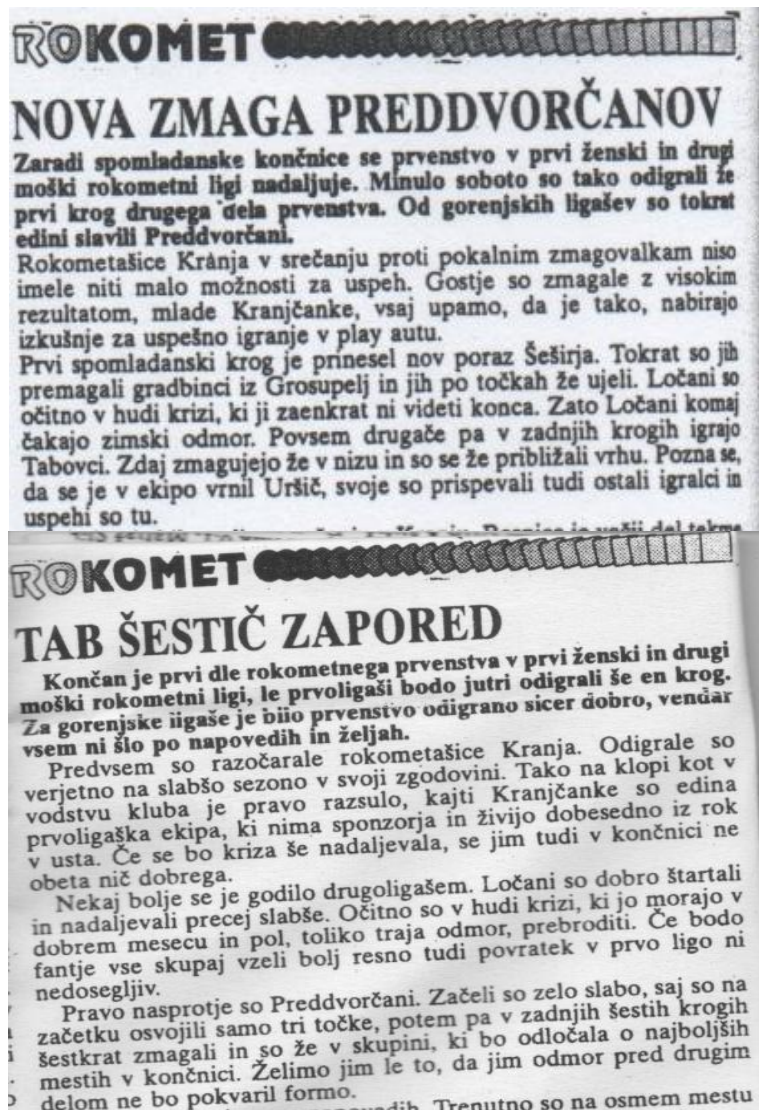 ROKOMET
NOVA ZMAGA PREDDVORČANOV
Zaradi spomladanske končnice se prvenstvo v prvi ženski in drugi
moški rokometni ligi nadaljuje. Minulo soboto so tako odigrali že
prvi krog drugega dela prvenstva. Od gorenjskih ligašev so tokrat
edini slavili Preddvorčani.
Rokometašice Kranja v srečanju proti pokalnim zmagovalkam niso
imele niti malo možnosti za uspeh. Gostje so zmagale z visokim
rezultatom, mlade Kranjčanke, vsaj upamo, da je tako, nabirajo
izkušnje za uspešno igranje v play autu.
Prvi spomladanski krog je prinesel nov poraz Šeširja. Tokrat so jih
premagali gradbinci iz Grosupelj in jih po točkah že ujeli. Ločani so
očitno v hudi krizi, ki ji zaenkrat ni videti konca. Zato Ločani komaj
čakajo zimski odmor. Povsem drugače pa v zadnjih krogih igrajo
Tabovci. Zdaj zmagujejo že v nizu in so se že približali vrhu. Pozna se,
da se je v ekipo vrnil Uršič, svoje so prispevali tudi ostali igralci in
uspehi so tu.
ROKOMET
TAB ŠESTIČ ZAPORED
Končan je prvi dle rokometnega prvenstva v prvi ženski in drugi
moški rokometni ligi, le prvoligaši bodo jutri odigrali še en krog.
Za gorenjske ligaše je bilo prvenstvo odigrano sicer dobro, vendar
vsem ni šlo po napovedih in željah.
Predvsem so razočarale rokometašice Kranja. Odigrale so
verjetno na slabšo sezono v svoji zgodovini. Tako na klopi kot v
vodstvu kluba je pravo razsulo, kajti Kranjčanke so edina
prvoligaška ekipa, ki nima sponzorja in živijo dobesedno iz rok
v usta. Če se bo kriza še nadaljevala, se jim tudi v končnici ne
obeta nič dobrega.
Nekaj bolje se je godilo drugoligašem. Ločani so dobro štartali
in nadaljevali precej slabše. Očitno so v hudi krizi, ki jo morajo v
dobrem mesecu in pol, toliko traja odmor, prebroditi. Če bodo
fantje vse skupaj vzeli bolj resno tudi povratek v prvo ligo ni
nedosegljiv.
Pravo nasprotje so Preddvorčani. Začeli so zelo slabo, saj so na
začetku osvojili samo tri točke, potem pa v zadnjih šestih krogih
šestkrat zmagali in so že v skupini, ki bo odločala o najboljših
mestih v končnici. Želimo jim le to, da jim odmor pred drugim
delom ne bo pokvaril formo.
Trenutno so na osmem mestu